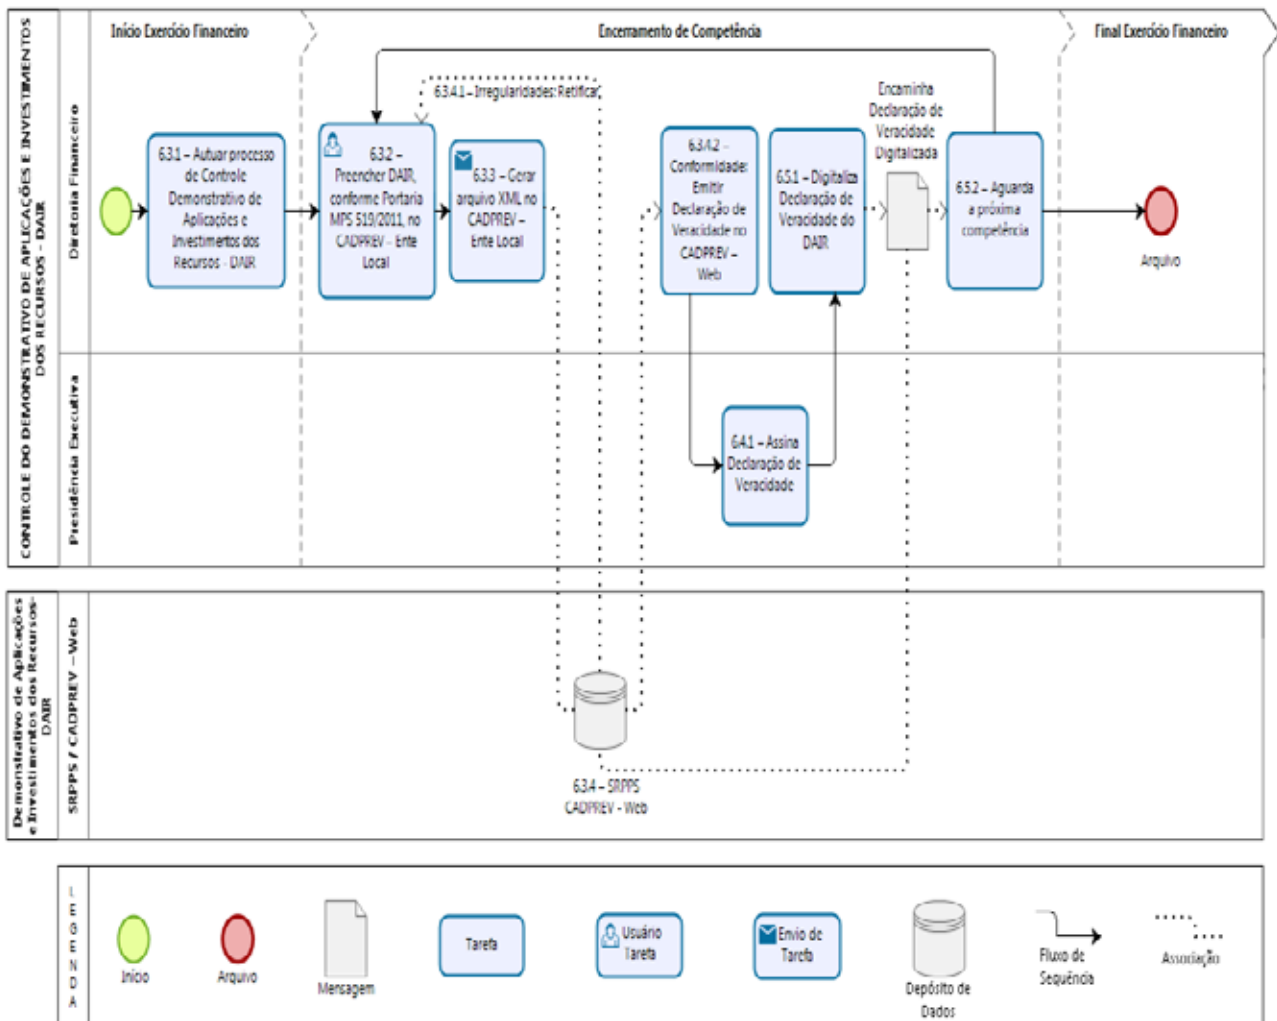 CONTROLE DO DEMONSTRATIVO DE APLICAÇÕES E INVESTIMENTOS
DOS RECURSOS - DAIR
Diretoria Financeiro
Presidência Executiva
Início Exercício Financeiro
Encerramento de Competência
Final Exercício Financeiro
6.3.1 – Autuar processo
de Controle
Demonstrativo de
Aplicações e
Investimentos dos
Recursos - DAIR
6.3.2 –
Preencher DAIR,
conforme Portaria
MPS 519/2011, no
CADPREV - Ente
Local
6.3.4.1 – Irregularidades: Retificar
6.3.3 – Gerar
arquivo XML no
CADPREV –
Ente Local
6.3.4.2 –
Conformidade:
Emitir
Declaração de
Veracidade no
CADPREV –
Web
6.5.1 – Digitaliza
Declaração de
Veracidade do
DAIR
Encaminha
Declaração de
Veracidade
Digitalizada
6.5.2 – Aguarda
a próxima
competência
Arquivo
6.4.1 – Assina
Declaração de
Veracidade
Demonstrativo de Aplicações
e Investimentos dos Recursos-
DAIR
SRPPS / CADPREV – Web
6.3.4 – SRPPS
CADPREV - Web
LEGENDA
Início
Arquivo
Mensagem
Tarefa
Usuário
Tarefa
Envio de
Tarefa
Depósito de
Dados
Fluxo de
Sequência
Associação